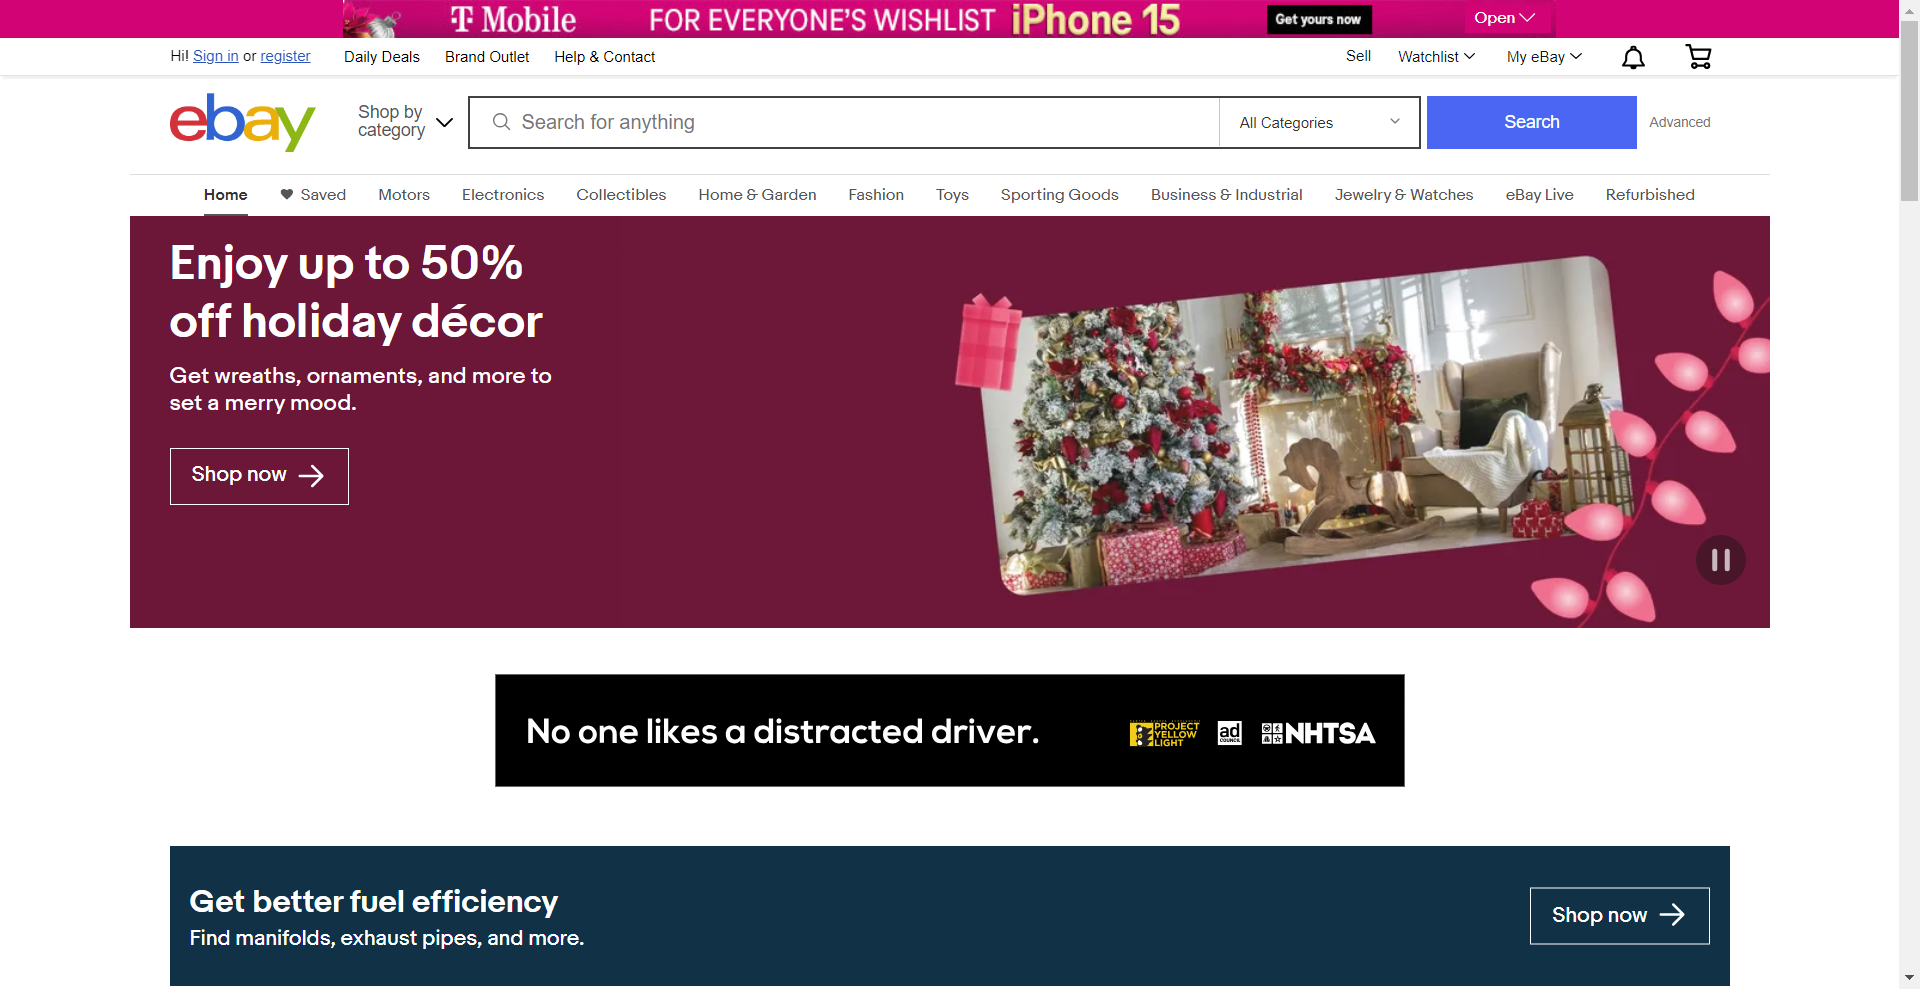 T Mobile FOR EVERYONE'S WISHLIST iPhone 15 Get yours now Open
Hi! Sign in or register Daily Deals Brand Outlet Help & Contact Sell Watchlist My eBay
ebay
Shop by
category
Search for anything All Categories Search Advanced
Home Saved Motors Electronics Collectibles Home & Garden Fashion Toys Sporting Goods Business & Industrial Jewelry & Watches eBay Live Refurbished
Enjoy up to 50%
off holiday décor
Get wreaths, ornaments, and more to
set a merry mood.
Shop now
No one likes a distracted driver.
PROJECT
YELLOW
LIGHT
ad
COUNCIL
NHTSA
Get better fuel efficiency
Find manifolds, exhaust pipes, and more.
Shop now